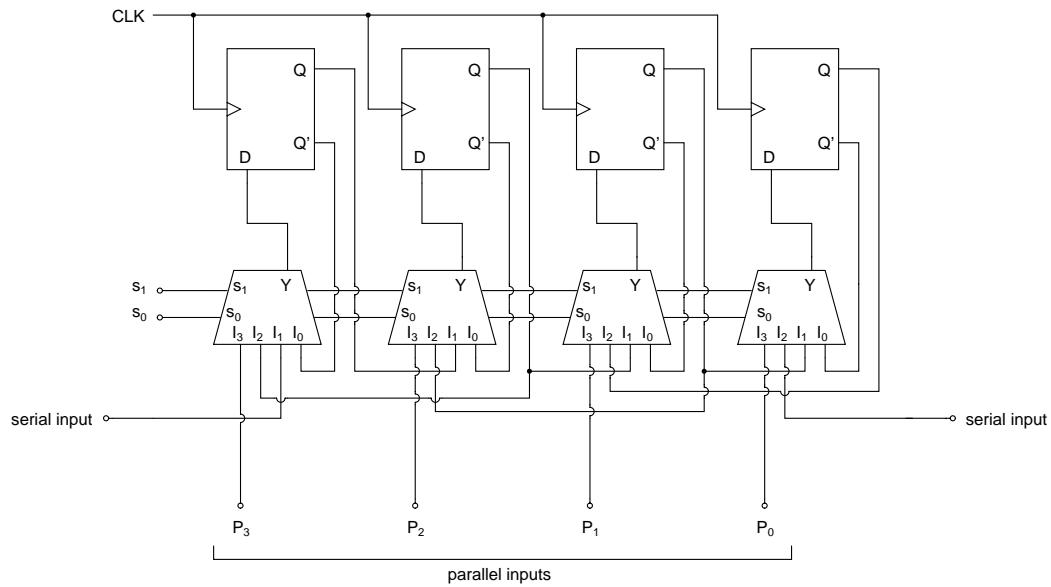 CLK
Q Q Q Q
Q' Q' Q' Q'
D D D D
s₁ s₁ Y s₁ Y s₁ Y s₁ Y
s₀ s₀ s₀ s₀ s₀
I₃ I₂ I₁ I₀ I₃ I₂ I₁ I₀ I₃ I₂ I₁ I₀ I₃ I₂ I₁ I₀
serial input serial input
P₃ P₂ P₁ P₀
parallel inputs